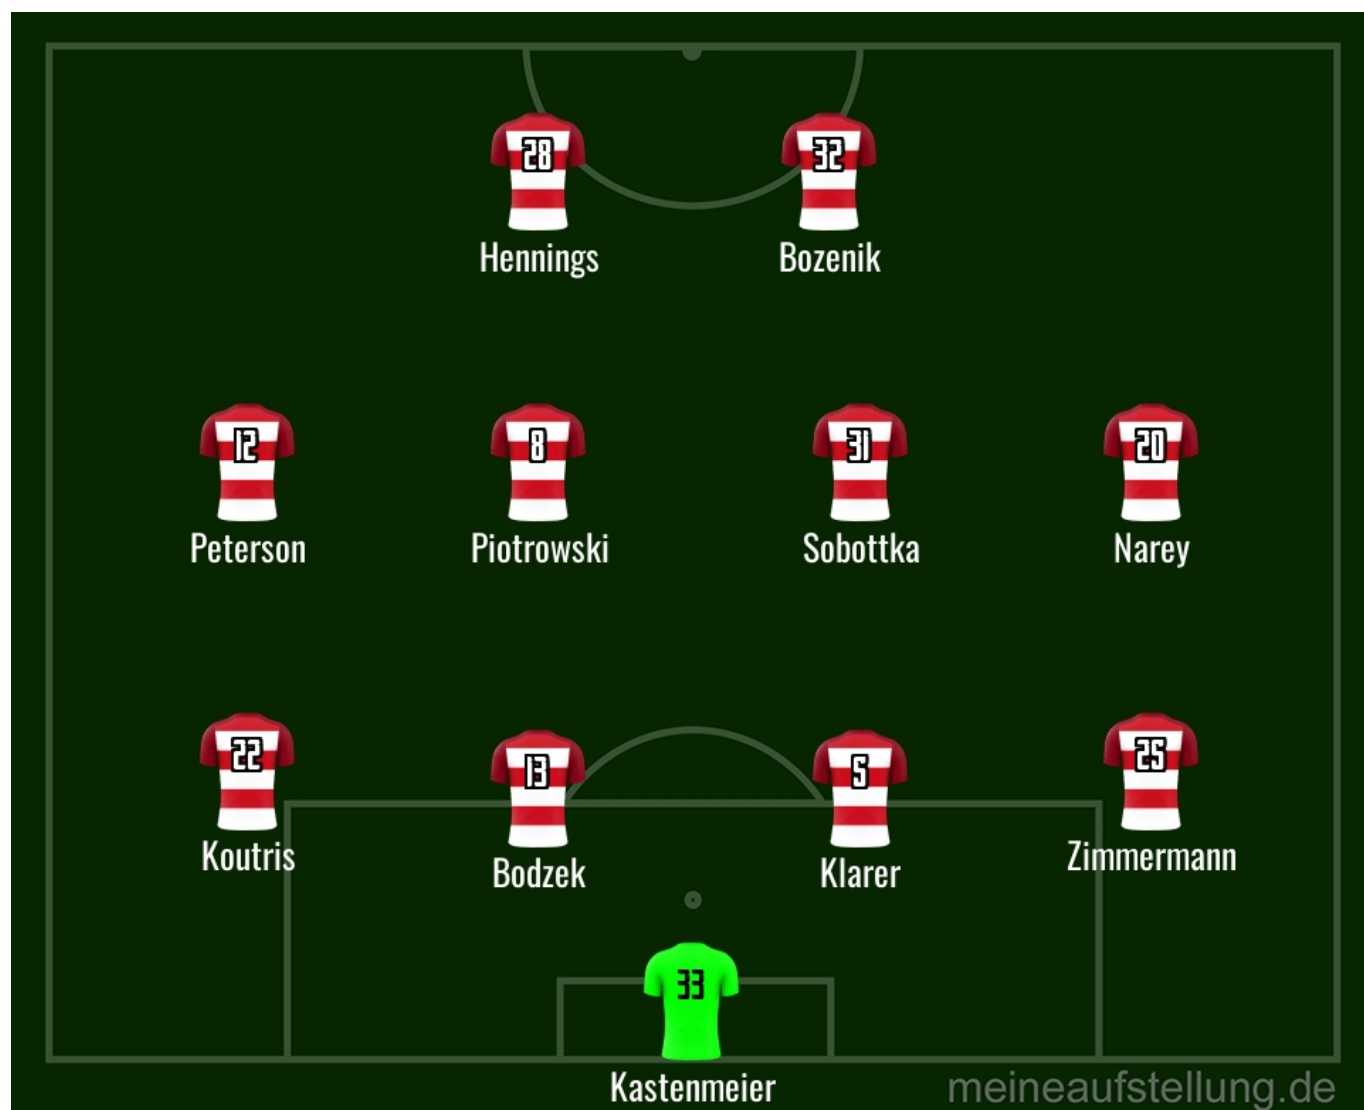 28 32
Hennings Bozenik
12 8 31 20
Peterson Piotrowski Sobottka Narey
22 13 5 25
Koutris Bodzek Klarer Zimmermann
33
Kastenmeier
meineaufstellung.de